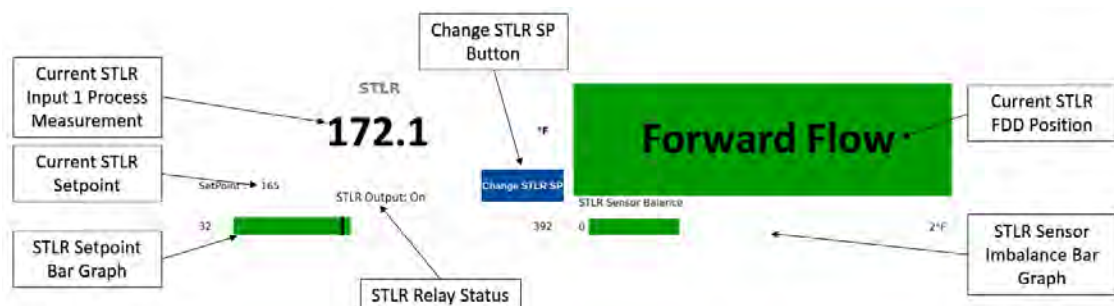 Change STLR SP
Button
Current STLR
Input 1 Process
Measurement
STLR
172.1
°F
Forward Flow
Current STLR
FDD Position
Current STLR
Setpoint
SetPoint
165
Change STLR SP
STLR Output: On
STLR Sensor Balance
32
392
0
2°F
STLR Setpoint
Bar Graph
STLR Relay Status
STLR Sensor
Imbalance Bar
Graph